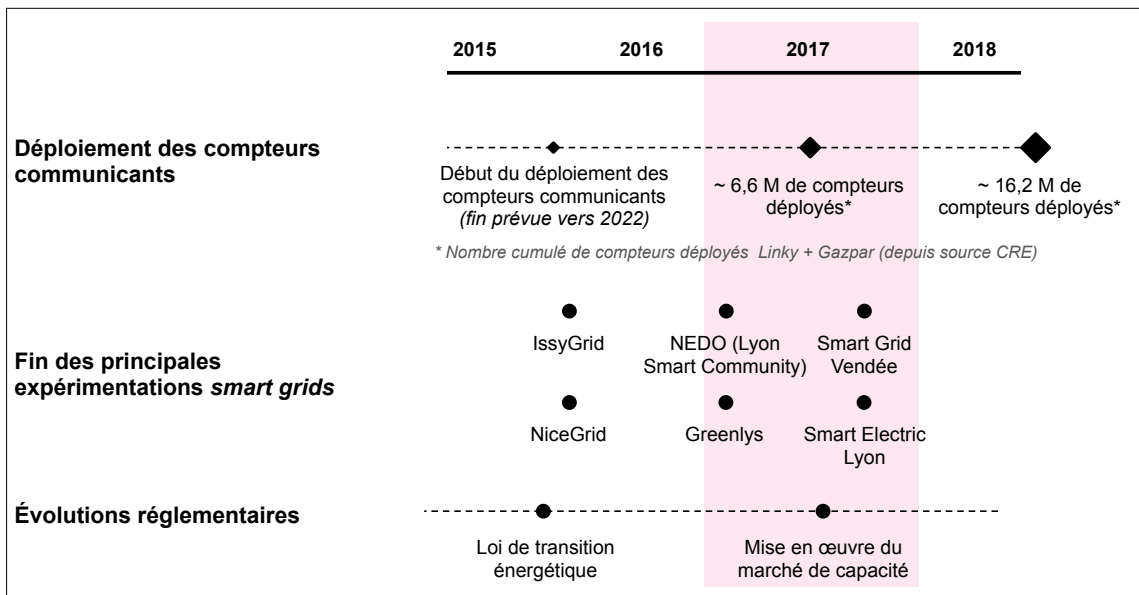 2015 2016 2017 2018
Déploiement des compteurs
communicants
Début du déploiement des
compteurs communicants
(fin prévue vers 2022)
~ 6,6 M de compteurs
déployés*
~ 16,2 M de
compteurs déployés*
* Nombre cumulé de compteurs déployés Linky + Gazpar (depuis source CRE)
Fin des principales
expérimentations smart grids
IssyGrid
NEDO (Lyon
Smart Community)
Smart Grid
Vendée
NiceGrid
Greenlys
Smart Electric
Lyon
Évolutions réglementaires
Loi de transition
énergétique
Mise en œuvre du
marché de capacité